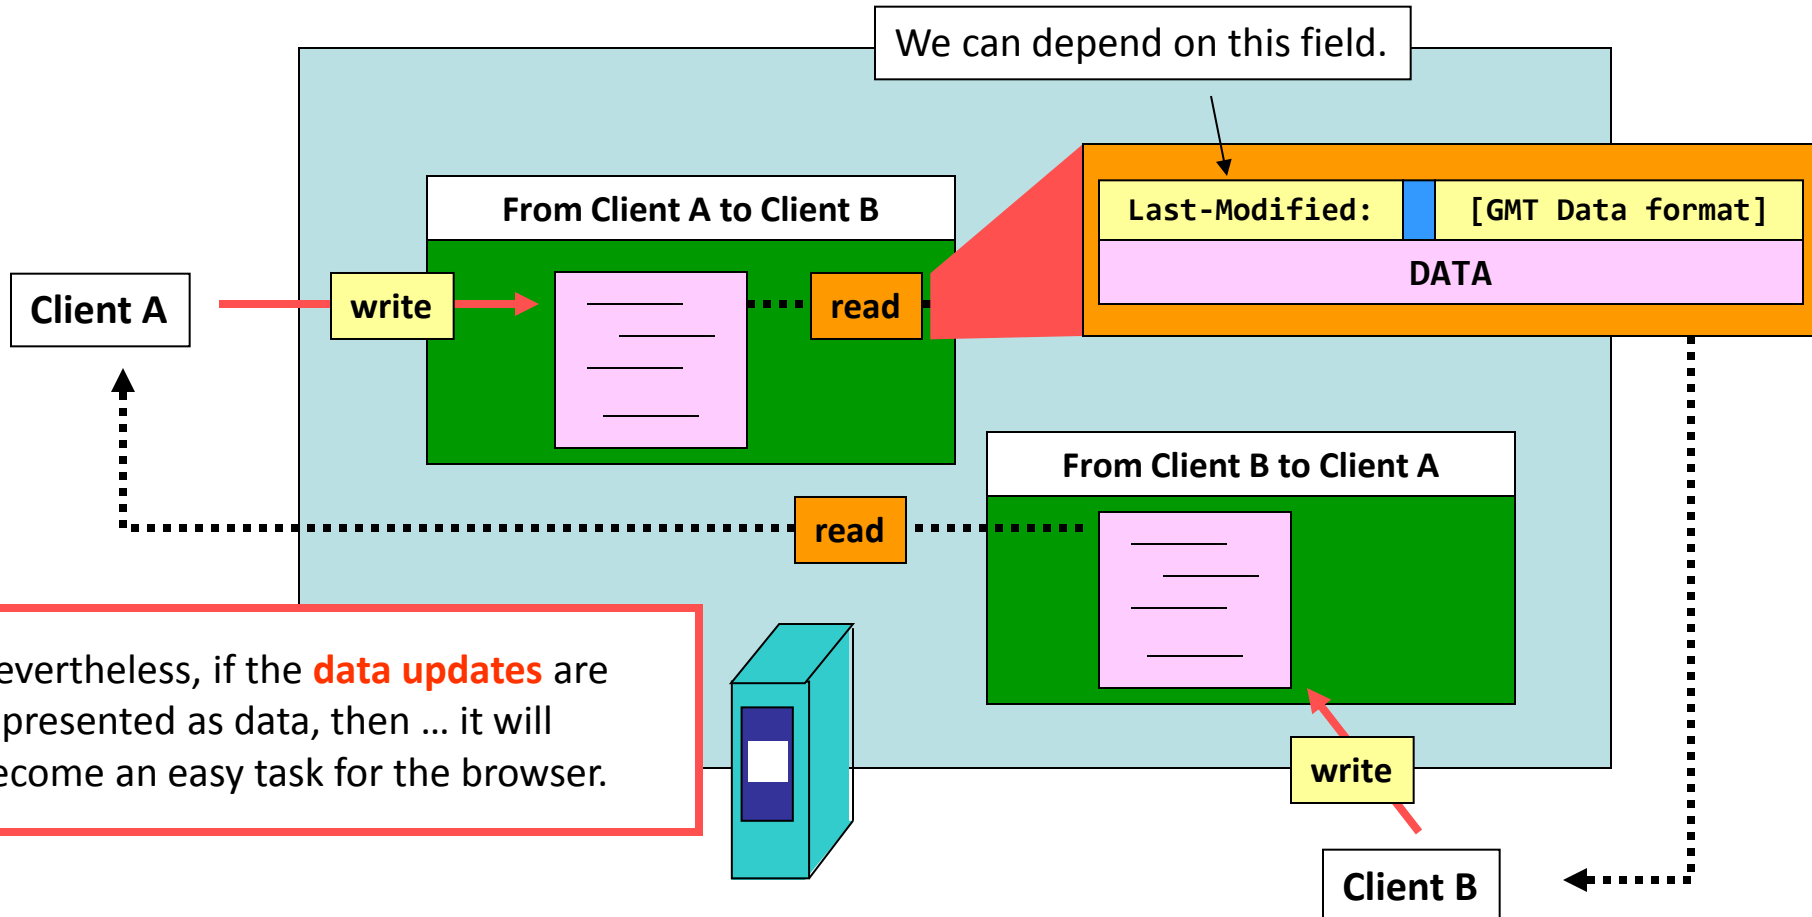 We can depend on this field.
From Client A to Client B
Last-Modified:
[GMT Data format]
DATA
Client A
write
read
From Client B to Client A
read
evertheless, if the data updates are
presented as data, then ... it will
ecome an easy task for the browser.
write
Client B